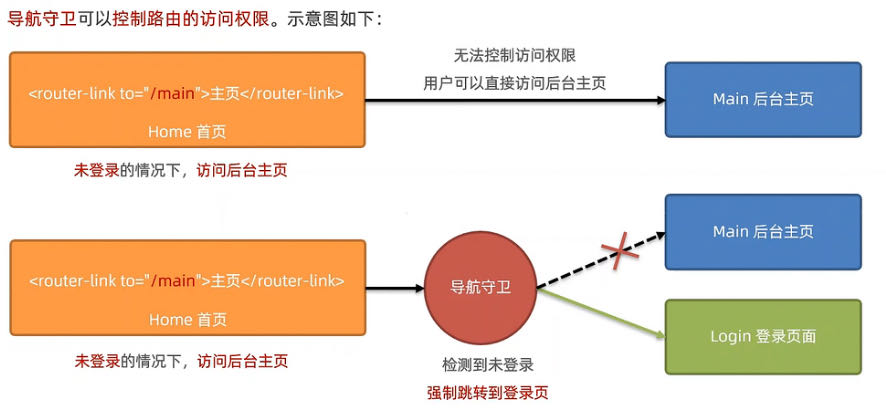 导航守卫可以控制路由的访问权限。示意图如下：
<router-link to="/main">主页</router-link>
Home 首页
未登录的情况下，访问后台主页
无法控制访问权限
用户可以直接访问后台主页
Main 后台主页
<router-link to="/main">主页</router-link>
Home 首页
未登录的情况下，访问后台主页
导航守卫
检测到未登录
强制跳转到登录页
Main 后台主页
Login 登录页面